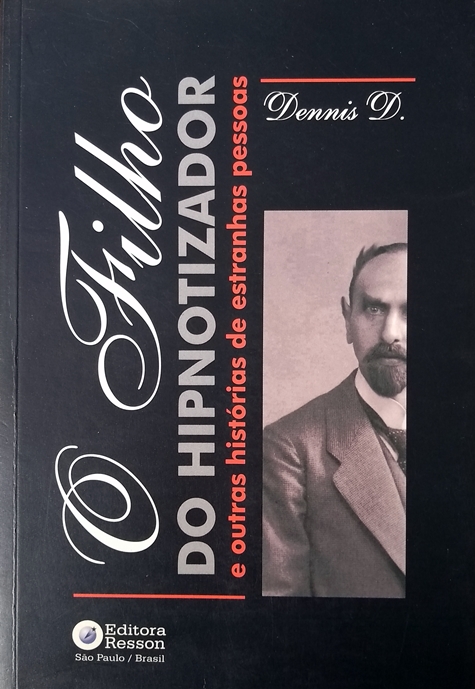 O Filho
DO HIPNOTIZADOR
e outras histórias de estranhas pessoas
Dennis D.
Editora
Resson
São Paulo / Brasil